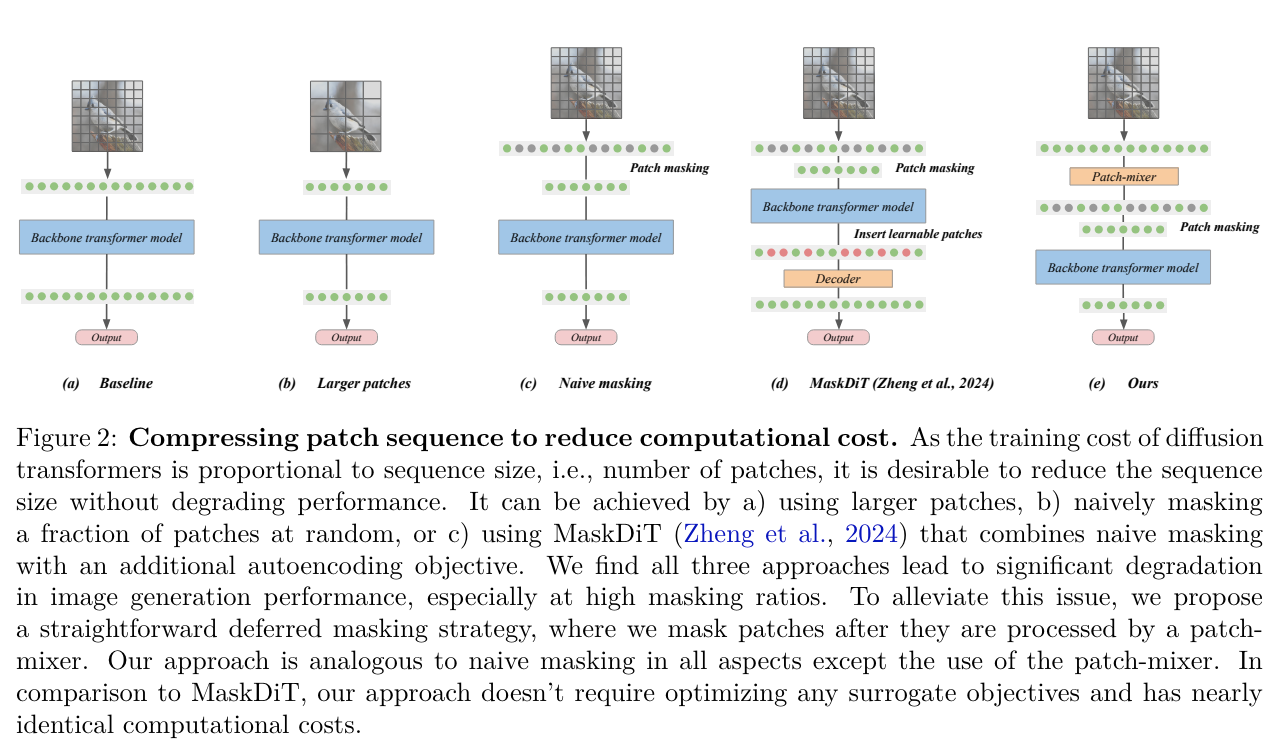 Patch masking
Backbone transformer model
Backbone transformer model
Backbone transformer model
Patch masking
Backbone transformer model
Insert learnable patches
Decoder
Patch-mixer
Patch masking
Backbone transformer model
Output
Output
Output
Output
Output
(a) Baseline
(b) Larger patches
(c) Naive masking
(d) MaskDiT (Zheng et al., 2024)
(e) Ours
Figure 2: Compressing patch sequence to reduce computational cost. As the training cost of diffusion
transformers is proportional to sequence size, i.e., number of patches, it is desirable to reduce the sequence
size without degrading performance. It can be achieved by a) using larger patches, b) naively masking
a fraction of patches at random, or c) using MaskDiT (Zheng et al., 2024) that combines naive masking
with an additional autoencoding objective. We find all three approaches lead to significant degradation
in image generation performance, especially at high masking ratios. To alleviate this issue, we propose
a straightforward deferred masking strategy, where we mask patches after they are processed by a patch-
mixer. Our approach is analogous to naive masking in all aspects except the use of the patch-mixer. In
comparison to MaskDiT, our approach doesn't require optimizing any surrogate objectives and has nearly
identical computational costs.